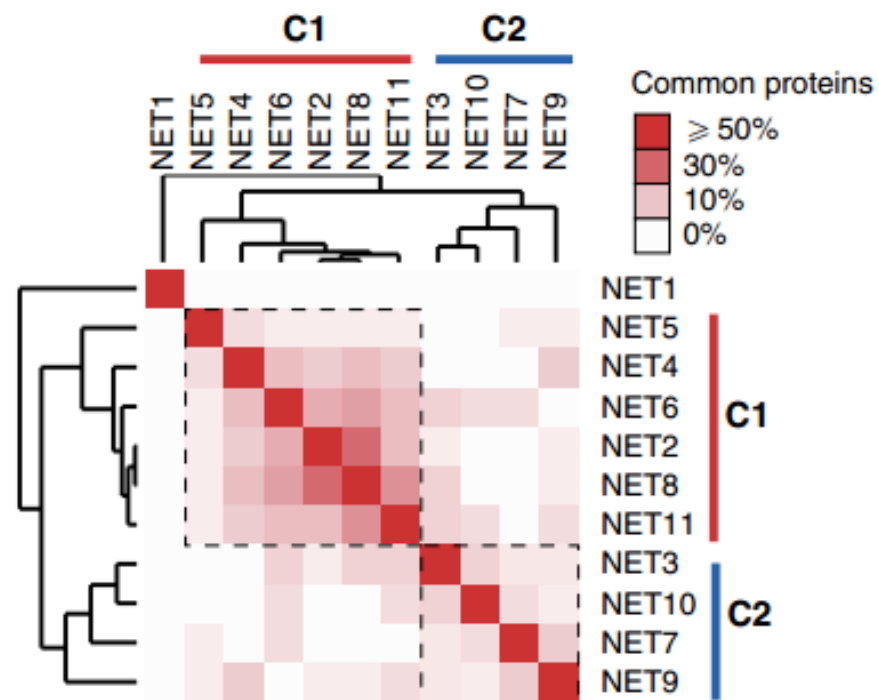 C1 C2
NET1 NET5 NET4 NET6 NET2 NET8 NET11 NET3 NET10 NET7 NET9
Common proteins
⩾ 50%
30%
10%
0%
NET1
NET5
NET4
NET6
NET2
NET8
NET11
C1
NET3
NET10
NET7
NET9
C2